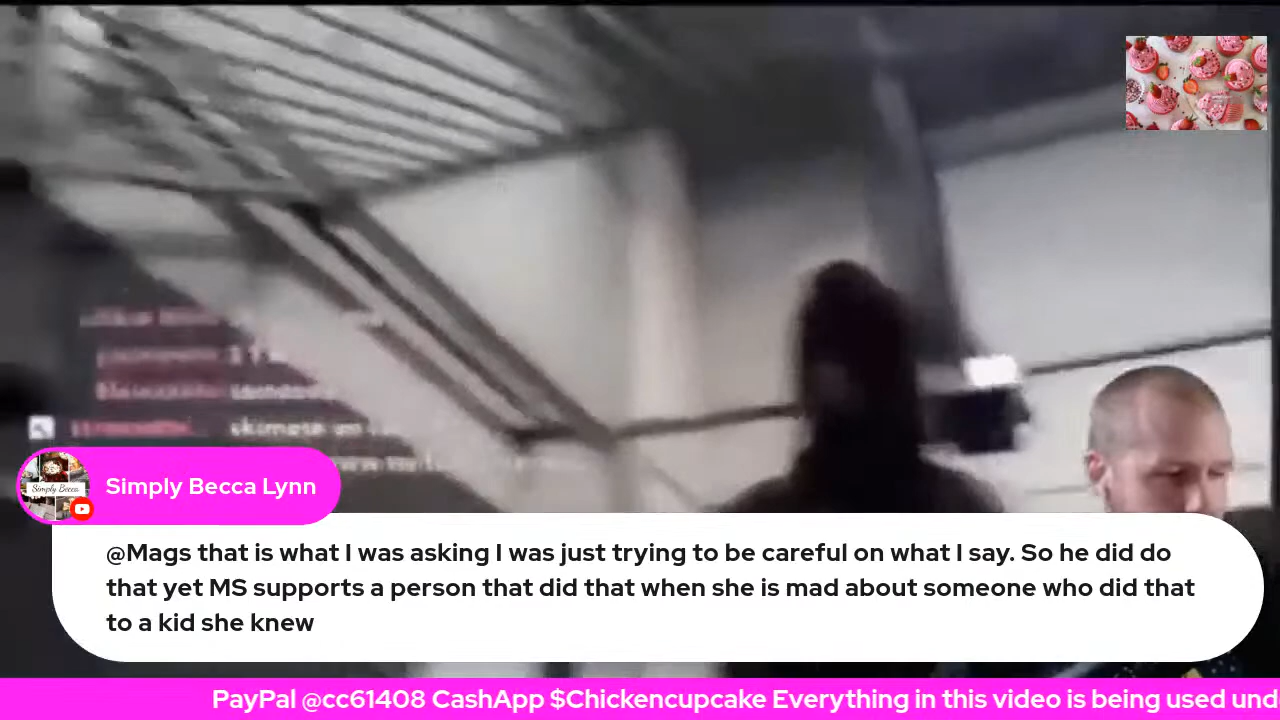 Simply Becca Lynn
@Mags that is what I was asking I was just trying to be careful on what I say. So he did do
that yet MS supports a person that did that when she is mad about someone who did that
to a kid she knew
PayPal @cc61408 CashApp $Chickencupcake Everything in this video is being used und